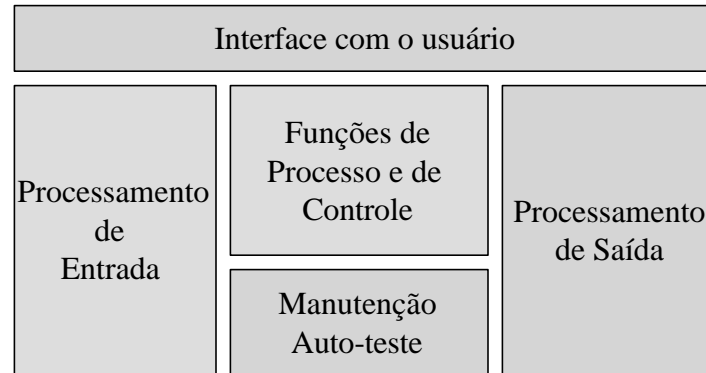 Interface com o usuário
Processamento
de
Entrada
Funções de
Processo e de
Controle
Manutenção
Auto-teste
Processamento
de Saída